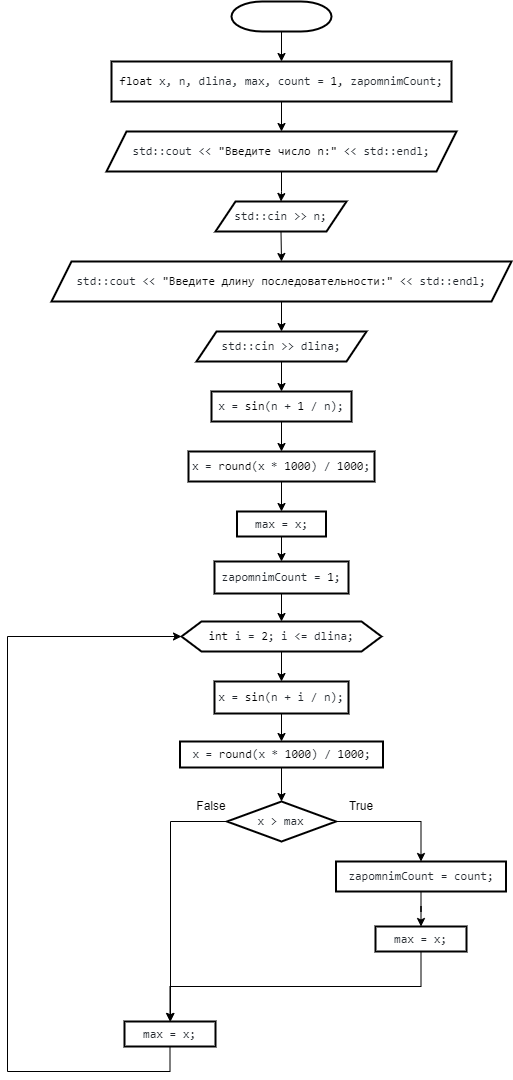 float x, n, dlina, max, count = 1, zapomnimCount;
std::cout << "Введите число n:" << std::endl;
std::cin >> n;
std::cout << "Введите длину последовательности:" << std::endl;
std::cin >> dlina;
x = sin(n + 1 / n);
x = round(x * 1000) / 1000;
max = x;
zapomnimCount = 1;
int i = 2; i <= dlina;
x = sin(n + i / n);
x = round(x * 1000) / 1000;
False
True
x > max
zapomnimCount = count;
max = x;
max = x;